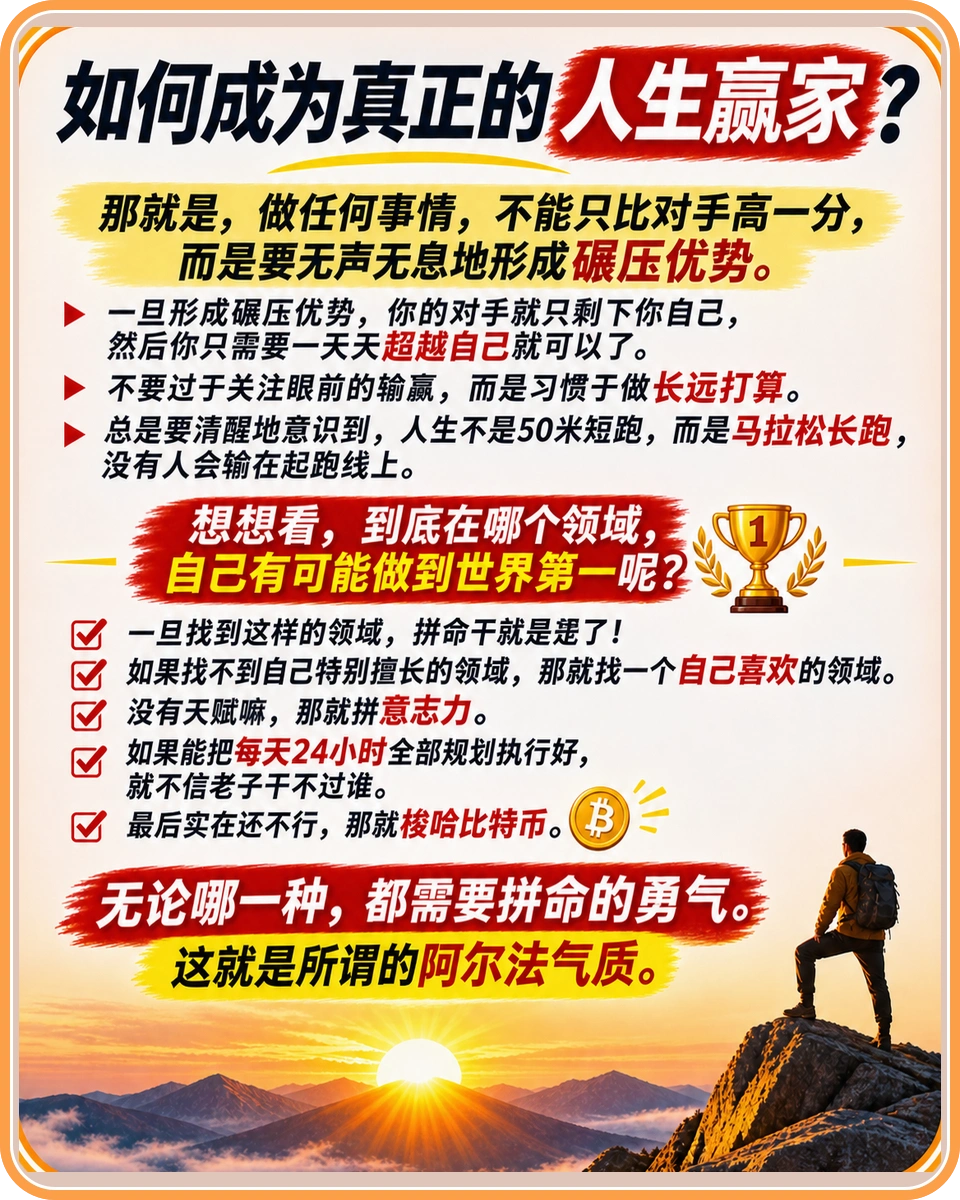 如何成为真正的人生赢家？
那就是，做任何事情，不能只比对手高一分，
而是要无声无息地形成碾压优势。
一旦形成碾压优势，你的对手就只剩下你自己，
然后你只需要一天天超越自己就可以了。
不要过于关注眼前的输赢，而是习惯于做长远打算。
总是要清醒地意识到，人生不是50米短跑，而是马拉松长跑，
没有人会输在起跑线上。
想想看，到底在哪个领域，
自己有可能做到世界第一呢？
1
一旦找到这样的领域，拼命干就是了！
如果找不到自己特别擅长的领域，那就找一个自己喜欢的领域。
没有天赋嘛，那就拼意志力。
如果能把每天24小时全部规划执行好，
就不信老子干不过谁。
最后实在还不行，那就梭哈比特币。
无论哪一种，都需要拼命的勇气。
这就是所谓的阿尔法气质。